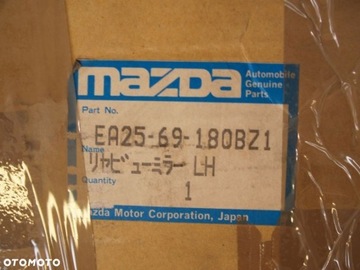 mazda
Automobile
Genuine
Parts
Part No.
EA25-69-180BZ1
Name
リヤビューミラー LH
Quantity
1
Mazda Motor Corporation, Japan
OTOMOTO